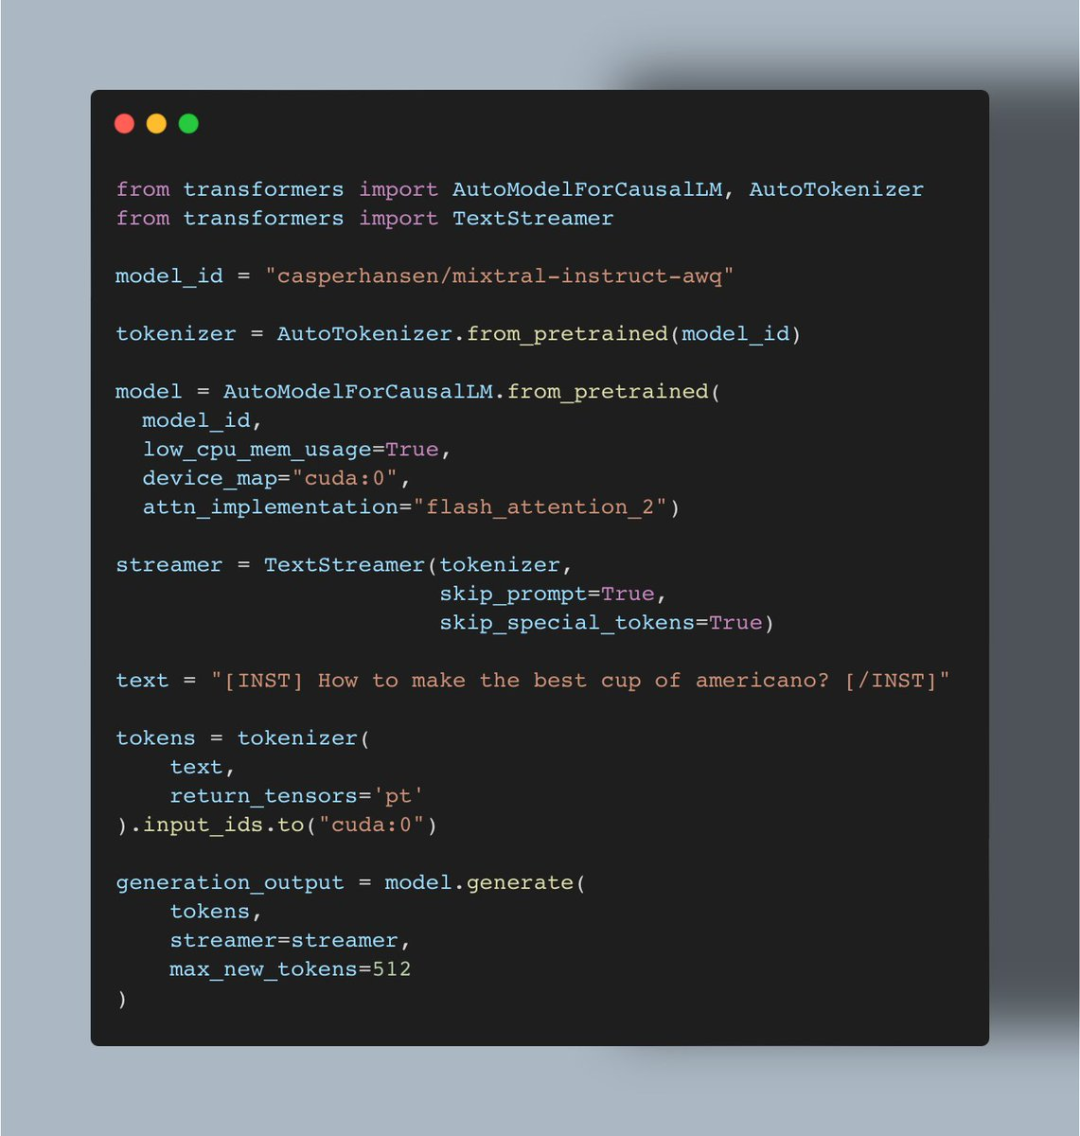 from transformers import AutoModelForCausalLM, AutoTokenizer
from transformers import TextStreamer

model_id = "casperhansen/mixtral-instruct-awq"

tokenizer = AutoTokenizer.from_pretrained(model_id)

model = AutoModelForCausalLM.from_pretrained(
  model_id,
  low_cpu_mem_usage=True,
  device_map="cuda:0",
  attn_implementation="flash_attention_2")

streamer = TextStreamer(tokenizer,
                        skip_prompt=True,
                        skip_special_tokens=True)

text = "[INST] How to make the best cup of americano? [/INST]"

tokens = tokenizer(
    text,
    return_tensors='pt'
).input_ids.to("cuda:0")

generation_output = model.generate(
    tokens,
    streamer=streamer,
    max_new_tokens=512
)